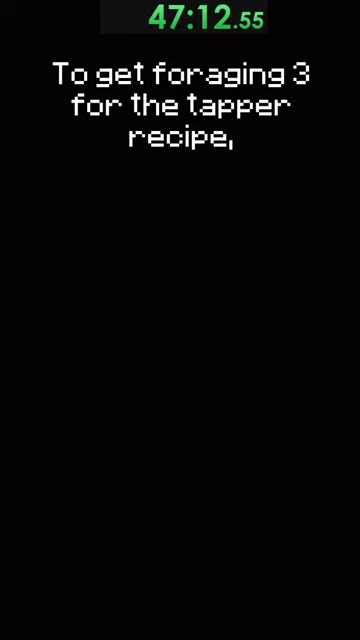 47:12.55
To get foraging 3
for the tapper
recipe,